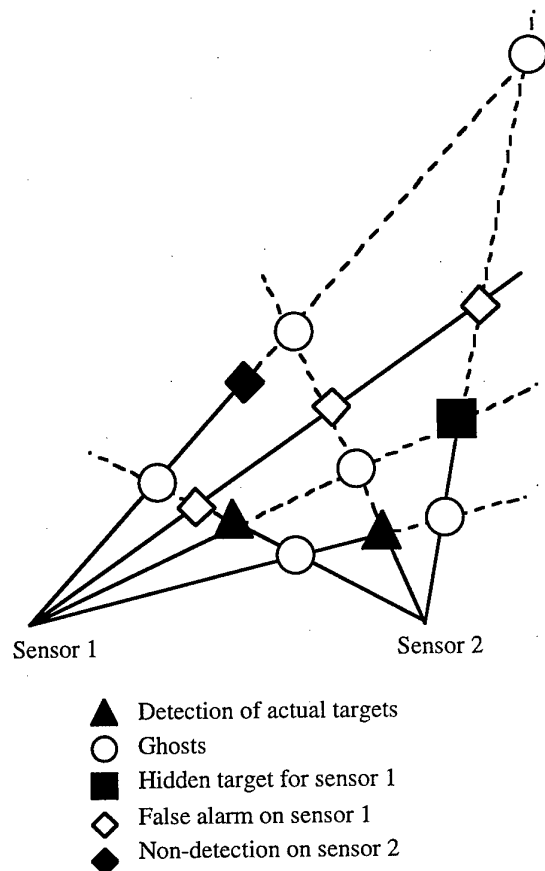 Sensor 1
Sensor 2
Detection of actual targets
Ghosts
Hidden target for sensor 1
False alarm on sensor 1
Non-detection on sensor 2